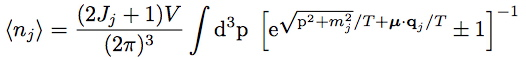 ⟨n_j⟩ = \frac{(2J_j + 1)V}{(2π)^3} ∫ d^3p [e^{\sqrt{p^2+m_j^2}/T+μ·q_j/T} ± 1]^{-1}